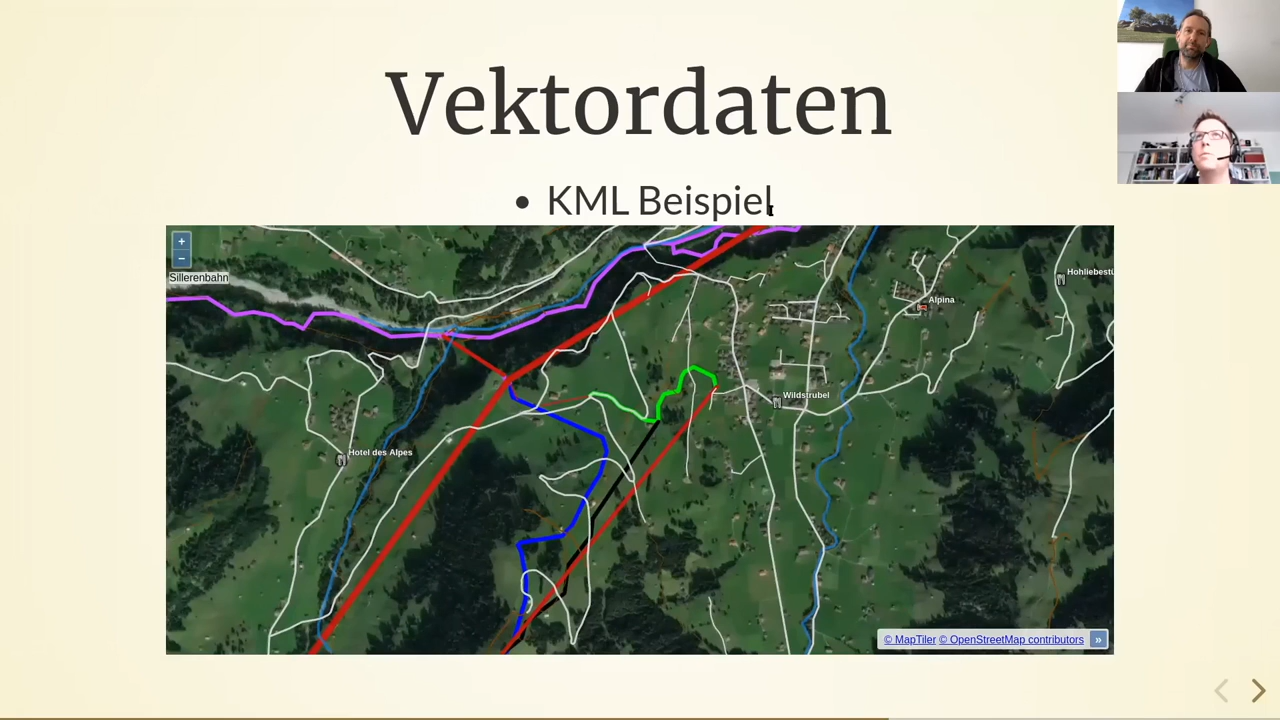 Vektordaten
• KML Beispiel
+
−
Sillerenbahn
Alpina
Wildstrubel
Hotel des Alpes
© MapTiler © OpenStreetMap contributors »